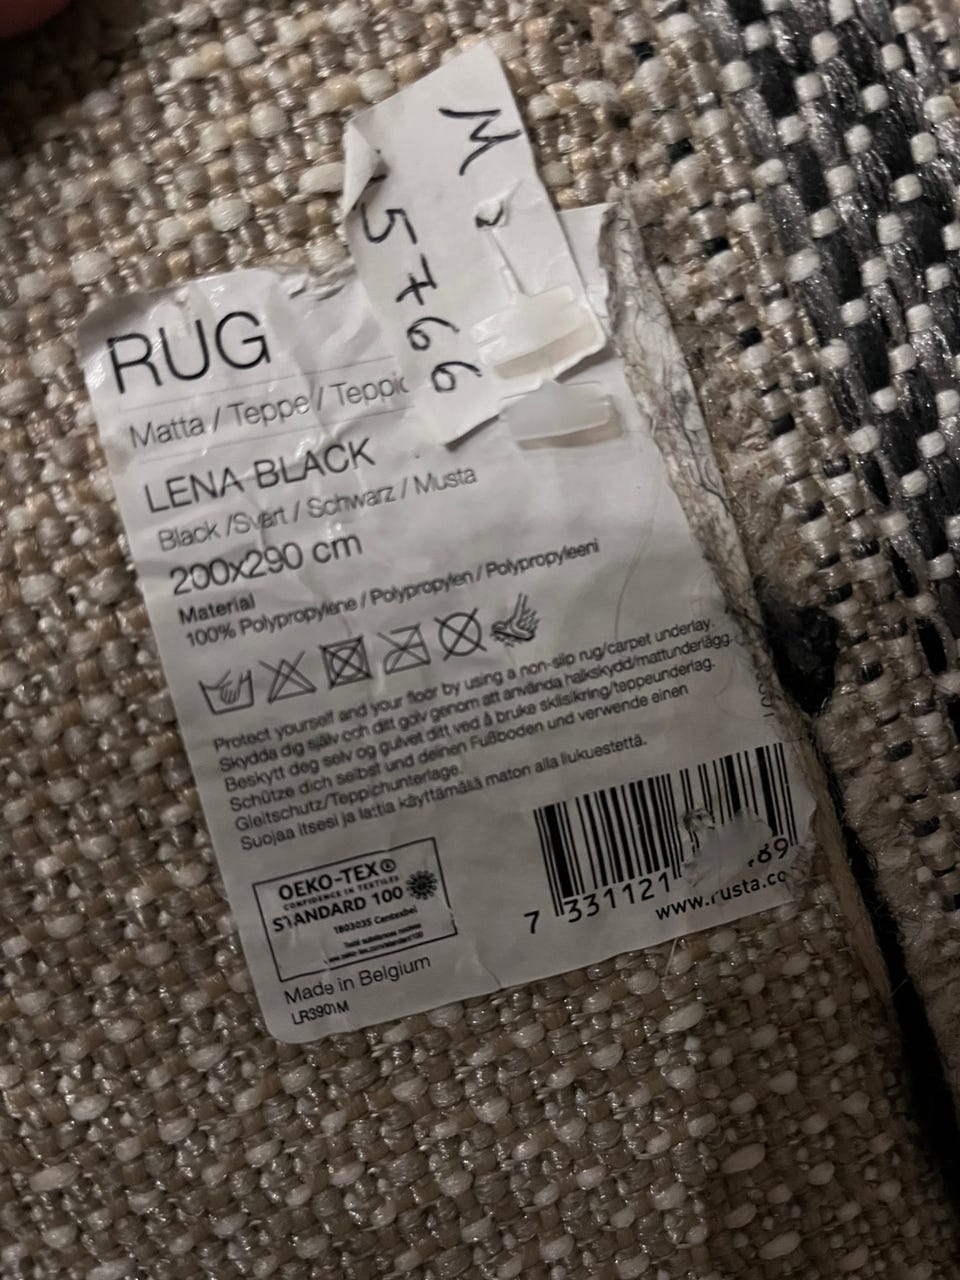 M
5766
RUG
Matta / Teppe / Teppic
LENA BLACK
Black /Svart / Schwarz / Musta
200x290 cm
Material
100% Polypropylene / Polypropylen / Polypropyleeni
Protect yourself and your floor by using a non-slip rug/carpet underlay.
Skydda dig själv och ditt golv genom att använda halkskydd/mattunderlägg.
Beskytt deg selv og gulvet ditt ved å bruke sklisikring/teppeunderlag.
Schütze dich selbst und deinen Fußboden und verwende einen
Gleitschutz/Teppichunterlage.
Suojaa itsesi ja lattia käyttämällä maton alla liukuestettä.
OEKO-TEX®
CONFIDENCE IN TEXTILES
STANDARD 100
1803035 Centexbel
7 331121 89
www.rusta.co
Made in Belgium
LR3901M